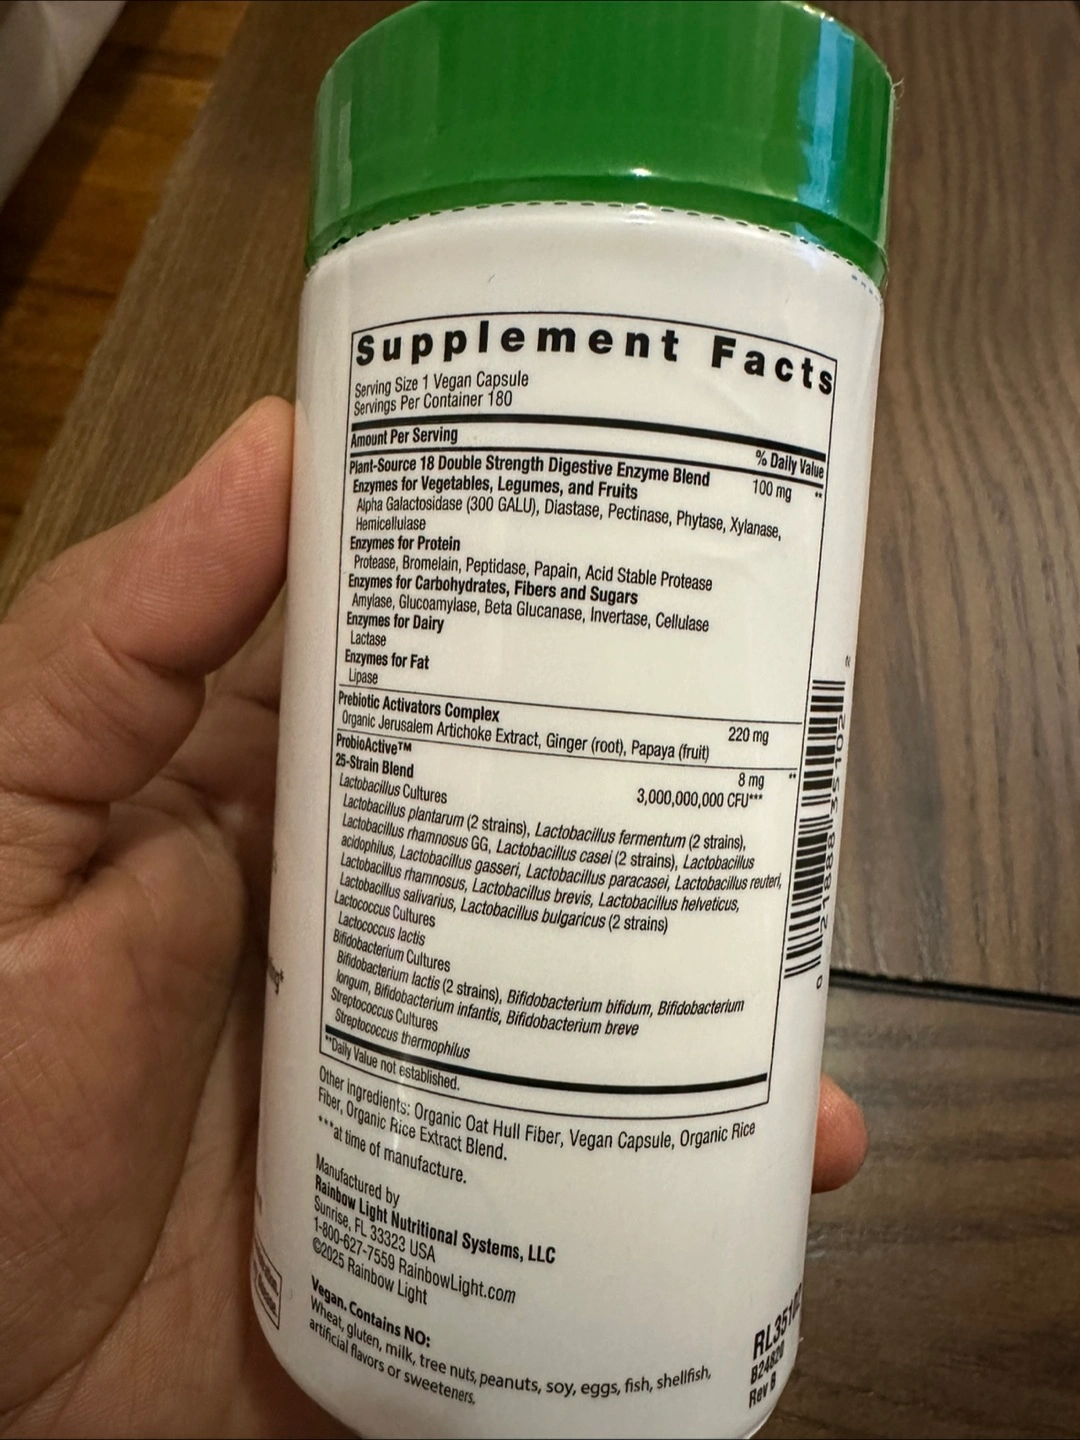 Supplement Facts
Serving Size 1 Vegan Capsule
Servings Per Container 180
Amount Per Serving % Daily Value
Plant-Source 18 Double Strength Digestive Enzyme Blend 100 mg **
Enzymes for Vegetables, Legumes, and Fruits
Alpha Galactosidase (300 GALU), Diastase, Pectinase, Phytase, Xylanase,
Hemicellulase
Enzymes for Protein
Protease, Bromelain, Peptidase, Papain, Acid Stable Protease
Enzymes for Carbohydrates, Fibers and Sugars
Amylase, Glucoamylase, Beta Glucanase, Invertase, Cellulase
Enzymes for Dairy
Lactase
Enzymes for Fat
Lipase
Prebiotic Activators Complex 220 mg
Organic Jerusalem Artichoke Extract, Ginger (root), Papaya (fruit)
ProbioActive™ 8 mg **
25-Strain Blend 3,000,000,000 CFU***
Lactobacillus Cultures
Lactobacillus plantarum (2 strains), Lactobacillus fermentum (2 strains),
Lactobacillus rhamnosus GG, Lactobacillus casei (2 strains), Lactobacillus
acidophilus, Lactobacillus gasseri, Lactobacillus paracasei, Lactobacillus reuteri,
Lactobacillus rhamnosus, Lactobacillus brevis, Lactobacillus helveticus,
Lactobacillus salivarius, Lactobacillus bulgaricus (2 strains)
Lactococcus Cultures
Lactococcus lactis
Bifidobacterium Cultures
Bifidobacterium lactis (2 strains), Bifidobacterium bifidum, Bifidobacterium
longum, Bifidobacterium infantis, Bifidobacterium breve
Streptococcus Cultures
Streptococcus thermophilus
**Daily Value not established.
Other Ingredients: Organic Oat Hull Fiber, Vegan Capsule, Organic Rice
Fiber, Organic Rice Extract Blend.
***at time of manufacture.
Manufactured by
Rainbow Light Nutritional Systems, LLC
Sunrise, FL 33323 USA
1-800-627-7559 RainbowLight.com
©2025 Rainbow Light
Vegan. Contains NO:
Wheat, gluten, milk, tree nuts, peanuts, soy, eggs, fish, shellfish,
artificial flavors or sweeteners.
0 21888 35102 2
Rev B